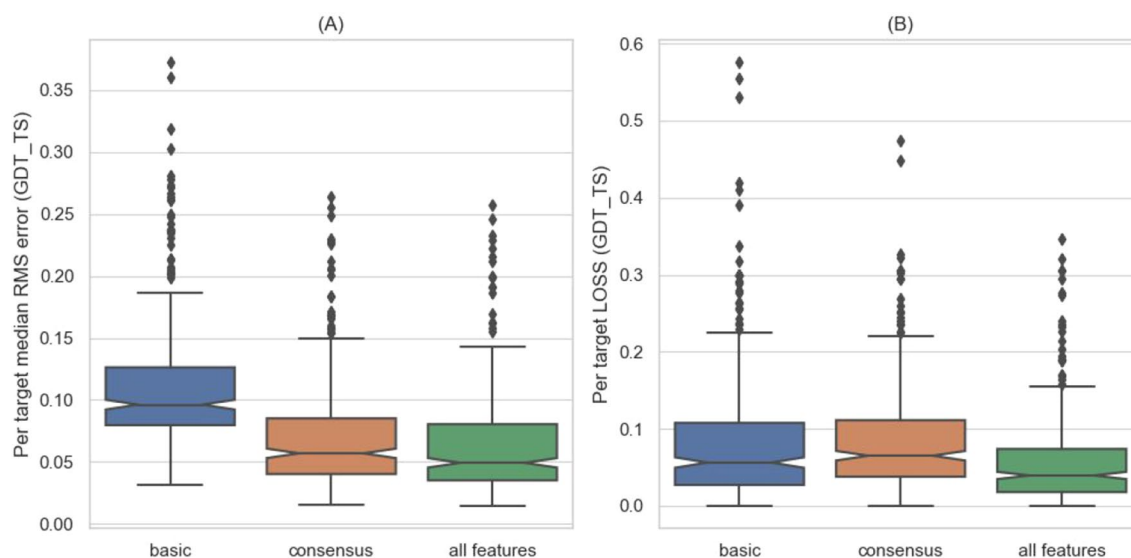 (A)
Per target median RMS error (GDT_TS)
0.35
0.30
0.25
0.20
0.15
0.10
0.05
0.00
basic consensus all features
(B)
Per target LOSS (GDT_TS)
0.6
0.5
0.4
0.3
0.2
0.1
0.0
basic consensus all features